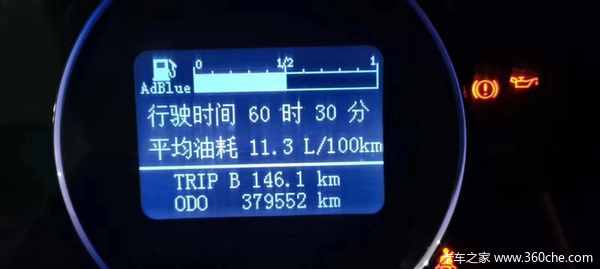 0 1/2 1
AdBlue
行驶时间 60 时 30 分
平均油耗 11.3 L/100km
TRIP B 146.1 km
ODO 379552 km
卡车之家 www.360che.com